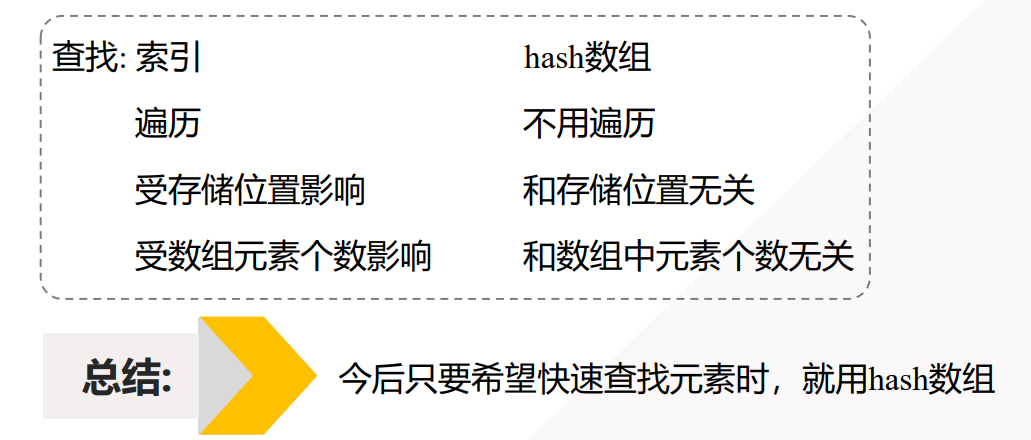 查找: 索引 hash数组
遍历 不用遍历
受存储位置影响 和存储位置无关
受数组元素个数影响 和数组中元素个数无关
总结: 今后只要希望快速查找元素时，就用hash数组